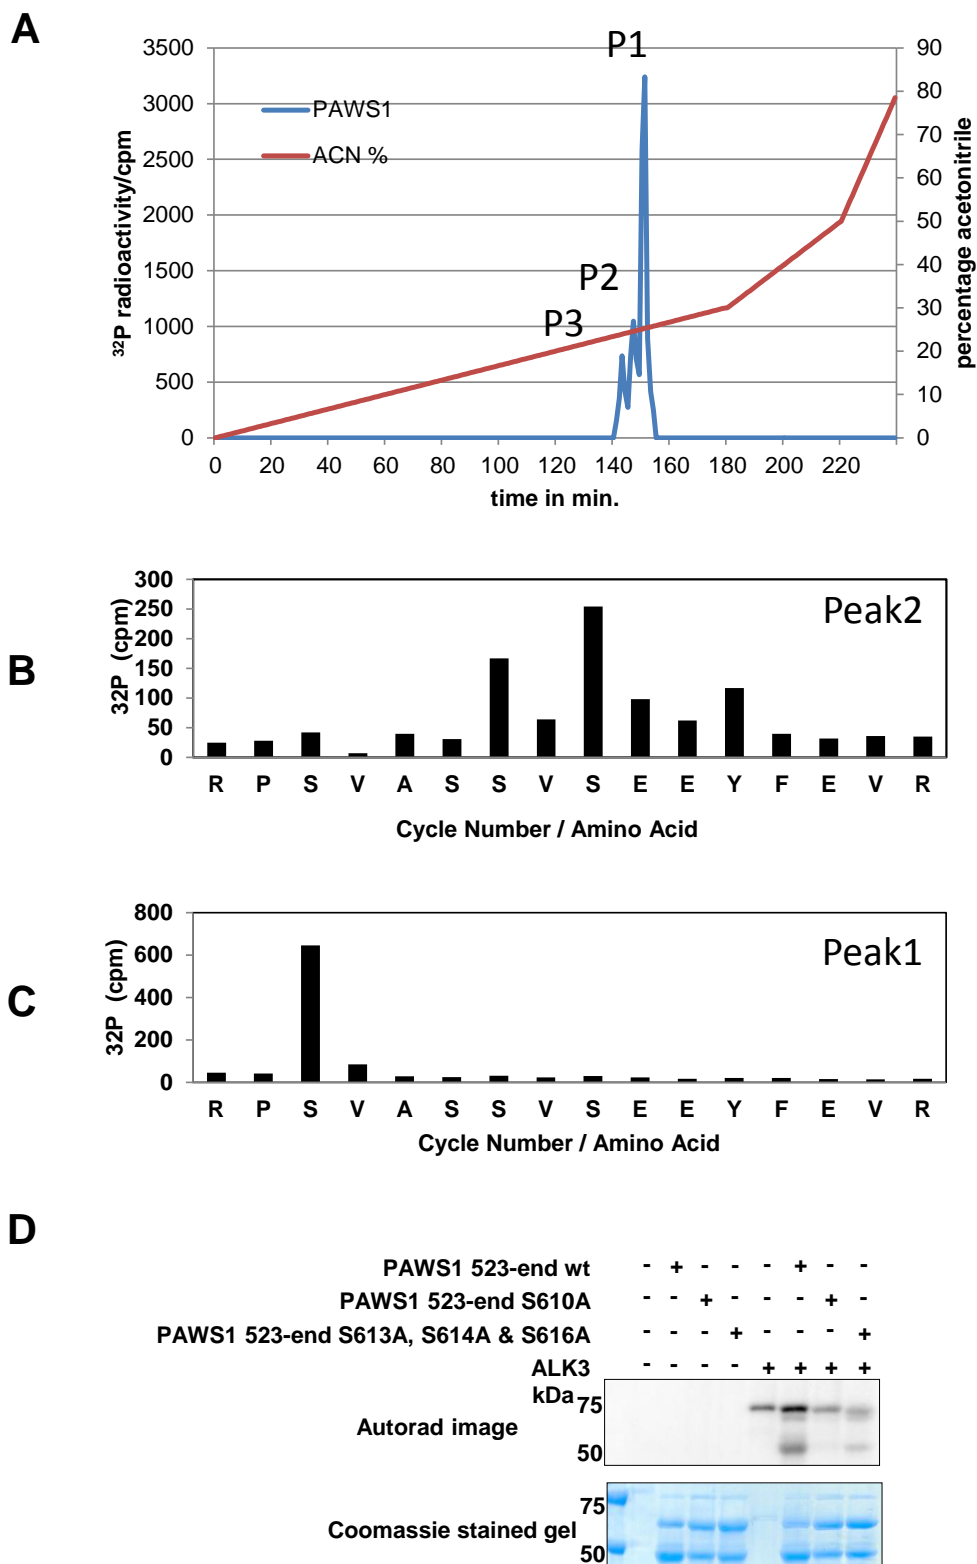 A
P1
3500
3000
2500
2000
1500
1000
500
0
90
80
70
60
50
40
30
20
10
0
PAWS1
ACN %
P2
P3
32P radioactivity/cpm
percentage acetonitrile
0 20 40 60 80 100 120 140 160 180 200 220
time in min.
B
300
250
200
150
100
50
0
32P (cpm)
Peak2
R P S V A S S V S E E Y F E V R
Cycle Number / Amino Acid
C
800
600
400
200
0
32P (cpm)
Peak1
R P S V A S S V S E E Y F E V R
Cycle Number / Amino Acid
D
PAWS1 523-end wt - + - - - + - -
PAWS1 523-end S610A - - + - - - + -
PAWS1 523-end S613A, S614A & S616A - - - + - - - +
ALK3 - - - - + + + +
kDa
75
Autorad image
50
75
Coomassie stained gel
50